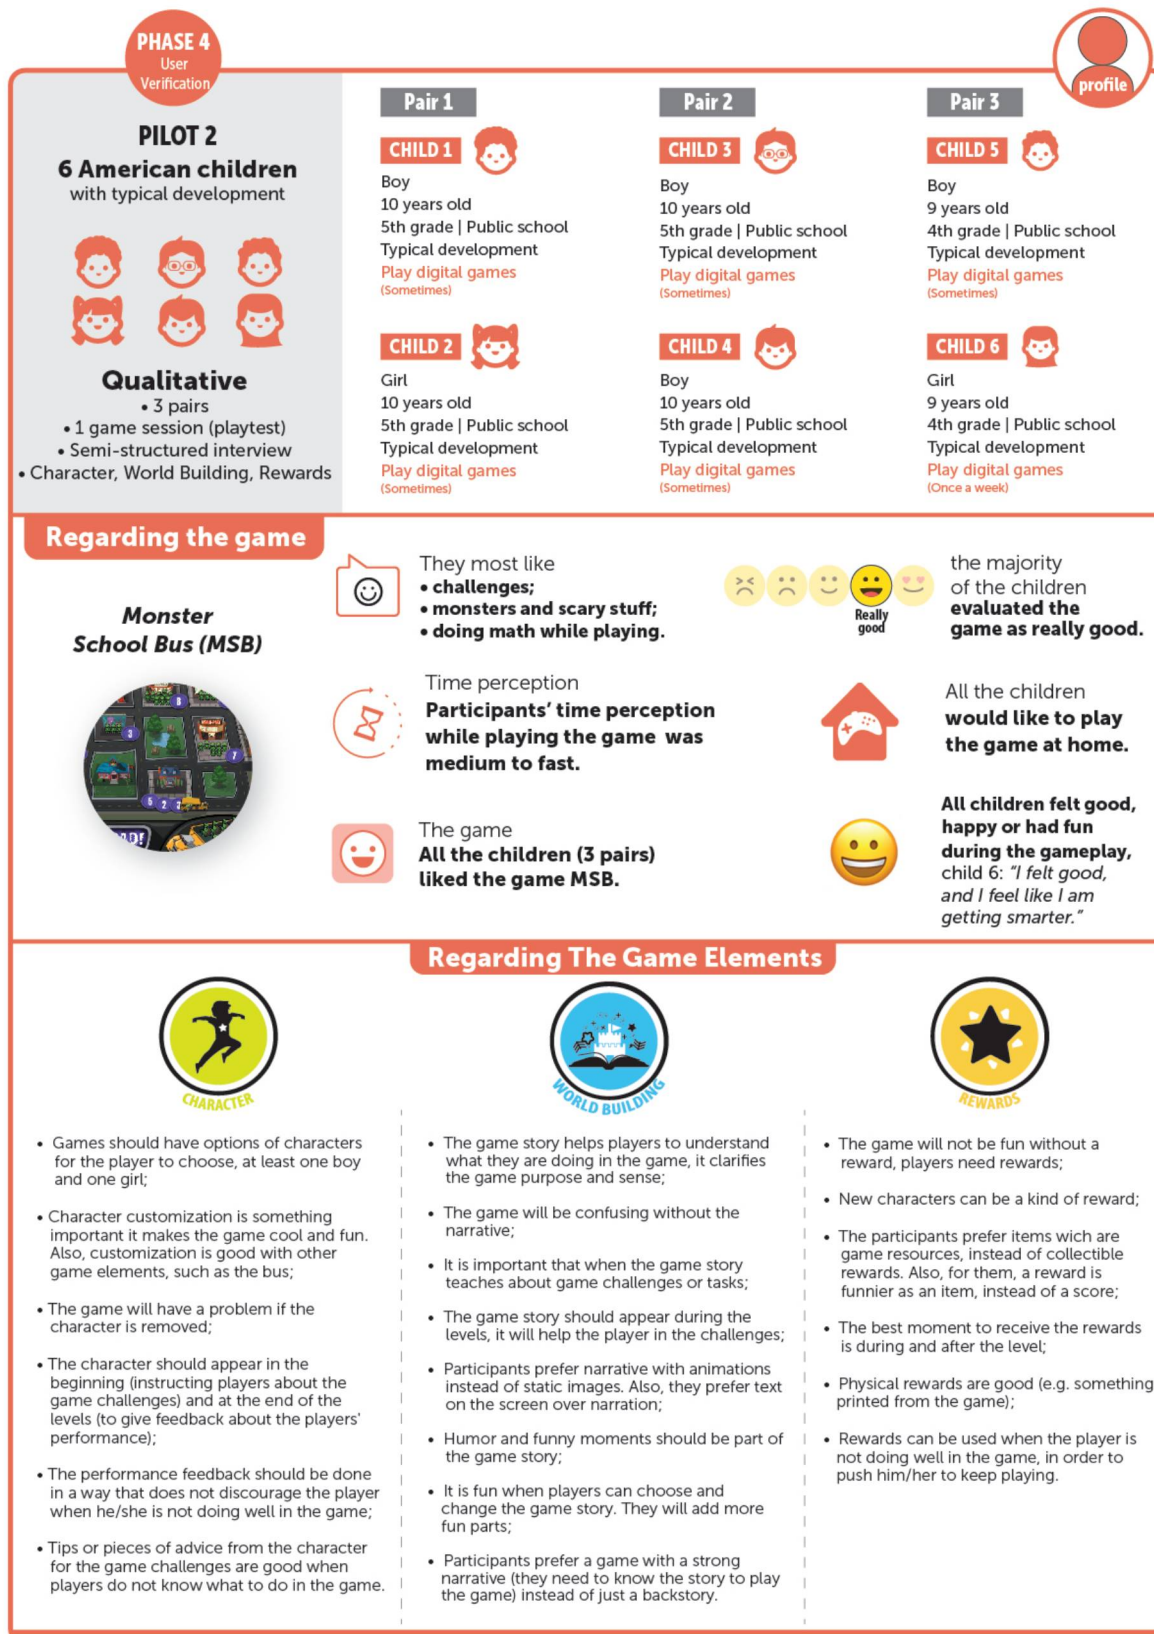 PHASE 4
User
Verification
profile
PILOT 2
6 American children
with typical development
Qualitative
• 3 pairs
• 1 game session (playtest)
• Semi-structured interview
• Character, World Building, Rewards
Pair 1
CHILD 1
Boy
10 years old
5th grade | Public school
Typical development
Play digital games
(Sometimes)
CHILD 2
Girl
10 years old
5th grade | Public school
Typical development
Play digital games
(Sometimes)
Pair 2
CHILD 3
Boy
10 years old
5th grade | Public school
Typical development
Play digital games
(Sometimes)
CHILD 4
Boy
10 years old
5th grade | Public school
Typical development
Play digital games
(Sometimes)
Pair 3
CHILD 5
Boy
9 years old
4th grade | Public school
Typical development
Play digital games
(Sometimes)
CHILD 6
Girl
9 years old
4th grade | Public school
Typical development
Play digital games
(Once a week)
Regarding the game
Monster
School Bus (MSB)
8
3
7
5 2 3
They most like
• challenges;
• monsters and scary stuff;
• doing math while playing.
Time perception
Participants' time perception
while playing the game was
medium to fast.
The game
All the children (3 pairs)
liked the game MSB.
Really
good
the majority
of the children
evaluated the
game as really good.
All the children
would like to play
the game at home.
All children felt good,
happy or had fun
during the gameplay,
child 6: "I felt good,
and I feel like I am
getting smarter."
Regarding The Game Elements
CHARACTER
• Games should have options of characters
for the player to choose, at least one boy
and one girl;
• Character customization is something
important it makes the game cool and fun.
Also, customization is good with other
game elements, such as the bus;
• The game will have a problem if the
character is removed;
• The character should appear in the
beginning (instructing players about the
game challenges) and at the end of the
levels (to give feedback about the players'
performance);
• The performance feedback should be done
in a way that does not discourage the player
when he/she is not doing well in the game;
• Tips or pieces of advice from the character
for the game challenges are good when
players do not know what to do in the game.
WORLD BUILDING
• The game story helps players to understand
what they are doing in the game, it clarifies
the game purpose and sense;
• The game will be confusing without the
narrative;
• It is important that when the game story
teaches about game challenges or tasks;
• The game story should appear during the
levels, it will help the player in the challenges;
• Participants prefer narrative with animations
instead of static images. Also, they prefer text
on the screen over narration;
• Humor and funny moments should be part of
the game story;
• It is fun when players can choose and
change the game story. They will add more
fun parts;
• Participants prefer a game with a strong
narrative (they need to know the story to play
the game) instead of just a backstory.
REWARDS
• The game will not be fun without a
reward, players need rewards;
• New characters can be a kind of reward;
• The participants prefer items wich are
game resources, instead of collectible
rewards. Also, for them, a reward is
funnier as an item, instead of a score;
• The best moment to receive the rewards
is during and after the level;
• Physical rewards are good (e.g. something
printed from the game);
• Rewards can be used when the player is
not doing well in the game, in order to
push him/her to keep playing.